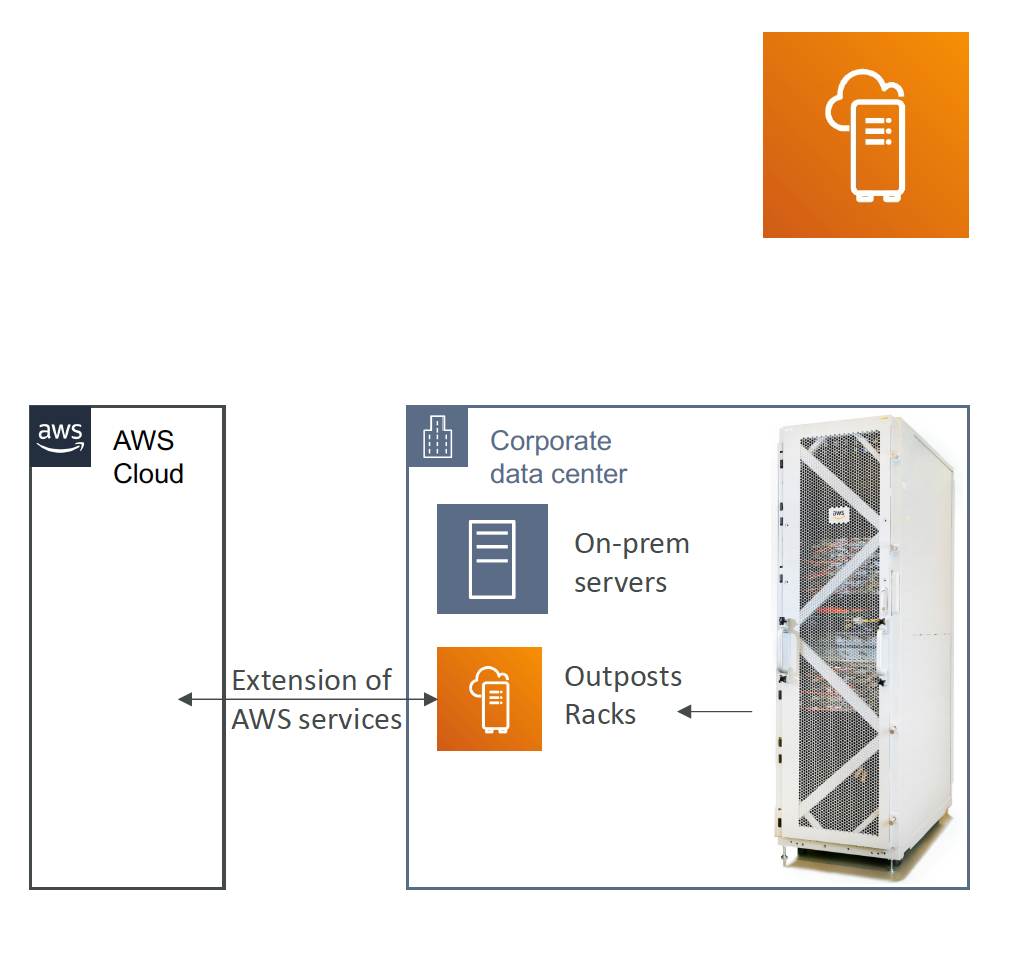 aws
AWS
Cloud
Corporate
data center
On-prem
servers
Extension of
AWS services
Outposts
Racks
aws